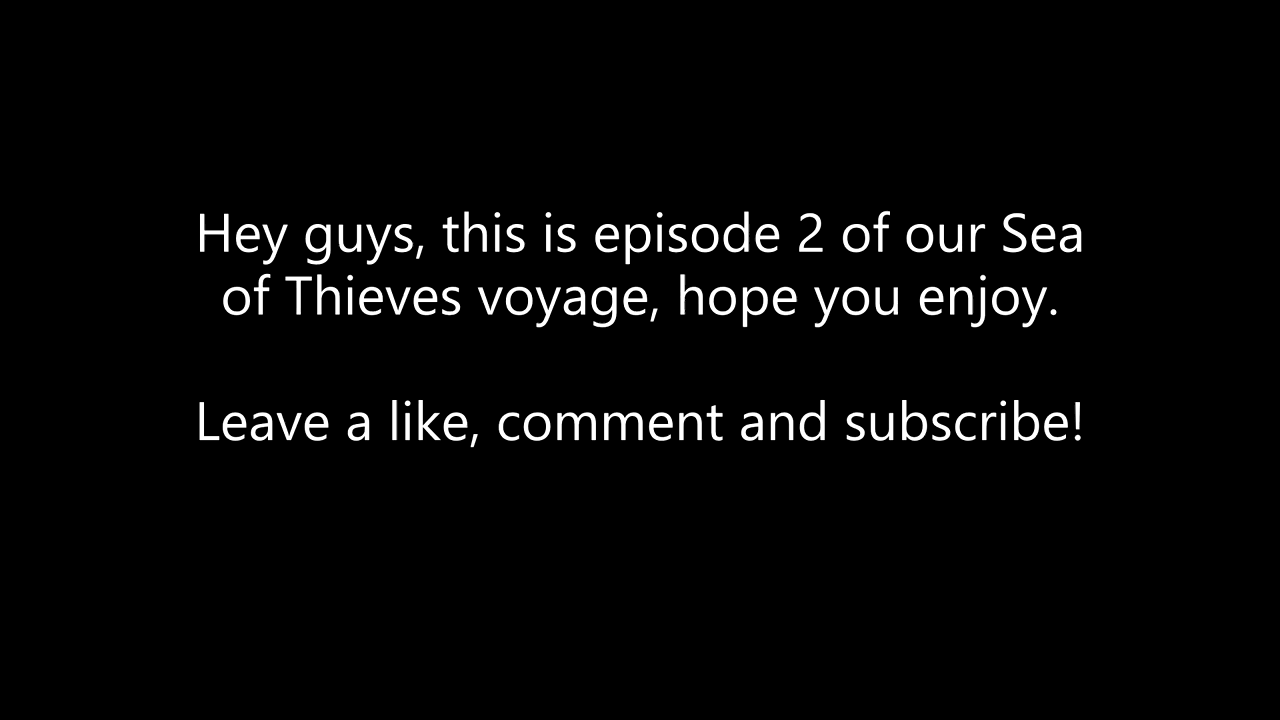 Hey guys, this is episode 2 of our Sea
of Thieves voyage, hope you enjoy.
Leave a like, comment and subscribe!